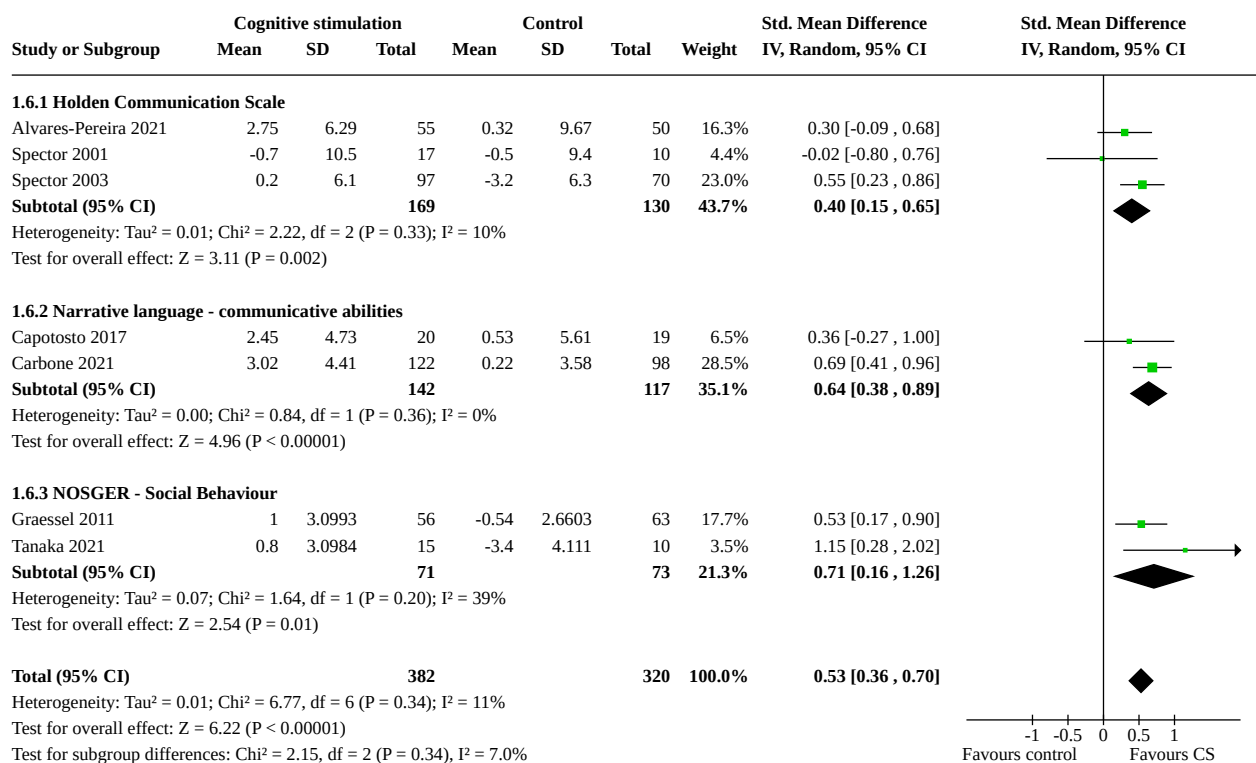 Cognitive stimulation Control Std. Mean Difference Std. Mean Difference
Study or Subgroup Mean SD Total Mean SD Total Weight IV, Random, 95% CI IV, Random, 95% CI
1.6.1 Holden Communication Scale
Alvares-Pereira 2021 2.75 6.29 55 0.32 9.67 50 16.3% 0.30 [-0.09 , 0.68]
Spector 2001 -0.7 10.5 17 -0.5 9.4 10 4.4% -0.02 [-0.80 , 0.76]
Spector 2003 0.2 6.1 97 -3.2 6.3 70 23.0% 0.55 [0.23 , 0.86]
Subtotal (95% CI) 169 130 43.7% 0.40 [0.15 , 0.65]
Heterogeneity: Tau² = 0.01; Chi² = 2.22, df = 2 (P = 0.33); I² = 10%
Test for overall effect: Z = 3.11 (P = 0.002)
1.6.2 Narrative language - communicative abilities
Capotosto 2017 2.45 4.73 20 0.53 5.61 19 6.5% 0.36 [-0.27 , 1.00]
Carbone 2021 3.02 4.41 122 0.22 3.58 98 28.5% 0.69 [0.41 , 0.96]
Subtotal (95% CI) 142 117 35.1% 0.64 [0.38 , 0.89]
Heterogeneity: Tau² = 0.00; Chi² = 0.84, df = 1 (P = 0.36); I² = 0%
Test for overall effect: Z = 4.96 (P < 0.00001)
1.6.3 NOSGER - Social Behaviour
Graessel 2011 1 3.0993 56 -0.54 2.6603 63 17.7% 0.53 [0.17 , 0.90]
Tanaka 2021 0.8 3.0984 15 -3.4 4.111 10 3.5% 1.15 [0.28 , 2.02]
Subtotal (95% CI) 71 73 21.3% 0.71 [0.16 , 1.26]
Heterogeneity: Tau² = 0.07; Chi² = 1.64, df = 1 (P = 0.20); I² = 39%
Test for overall effect: Z = 2.54 (P = 0.01)
Total (95% CI) 382 320 100.0% 0.53 [0.36 , 0.70]
Heterogeneity: Tau² = 0.01; Chi² = 6.77, df = 6 (P = 0.34); I² = 11%
Test for overall effect: Z = 6.22 (P < 0.00001)
-1 -0.5 0 0.5 1
Test for subgroup differences: Chi² = 2.15, df = 2 (P = 0.34), I² = 7.0% Favours control Favours CS